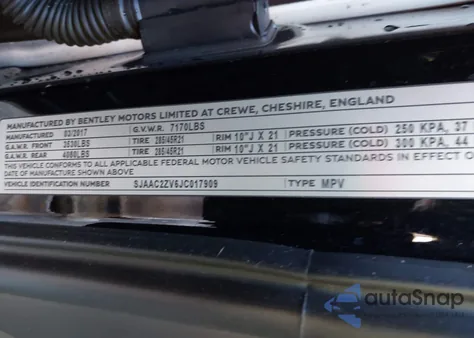 MANUFACTURED BY BENTLEY MOTORS LIMITED AT CREWE, CHESHIRE, ENGLAND
MANUFACTURED 03/2017 G.V.W.R. 7170LBS
G.A.W.R. FRONT 3638LBS TIRE 285/45R21 RIM 10"J X 21 PRESSURE (COLD) 250 KPA, 37
G.A.W.R. REAR 4080LBS TIRE 285/45R21 RIM 10"J X 21 PRESSURE (COLD) 300 KPA, 44
THIS VEHICLE CONFORMS TO ALL APPLICABLE FEDERAL MOTOR VEHICLE SAFETY STANDARDS IN EFFECT O
DATE OF MANUFACTURE SHOWN ABOVE
VEHICLE IDENTIFICATION NUMBER SJAAC2ZV6JC017909 TYPE MPV
autoSnap